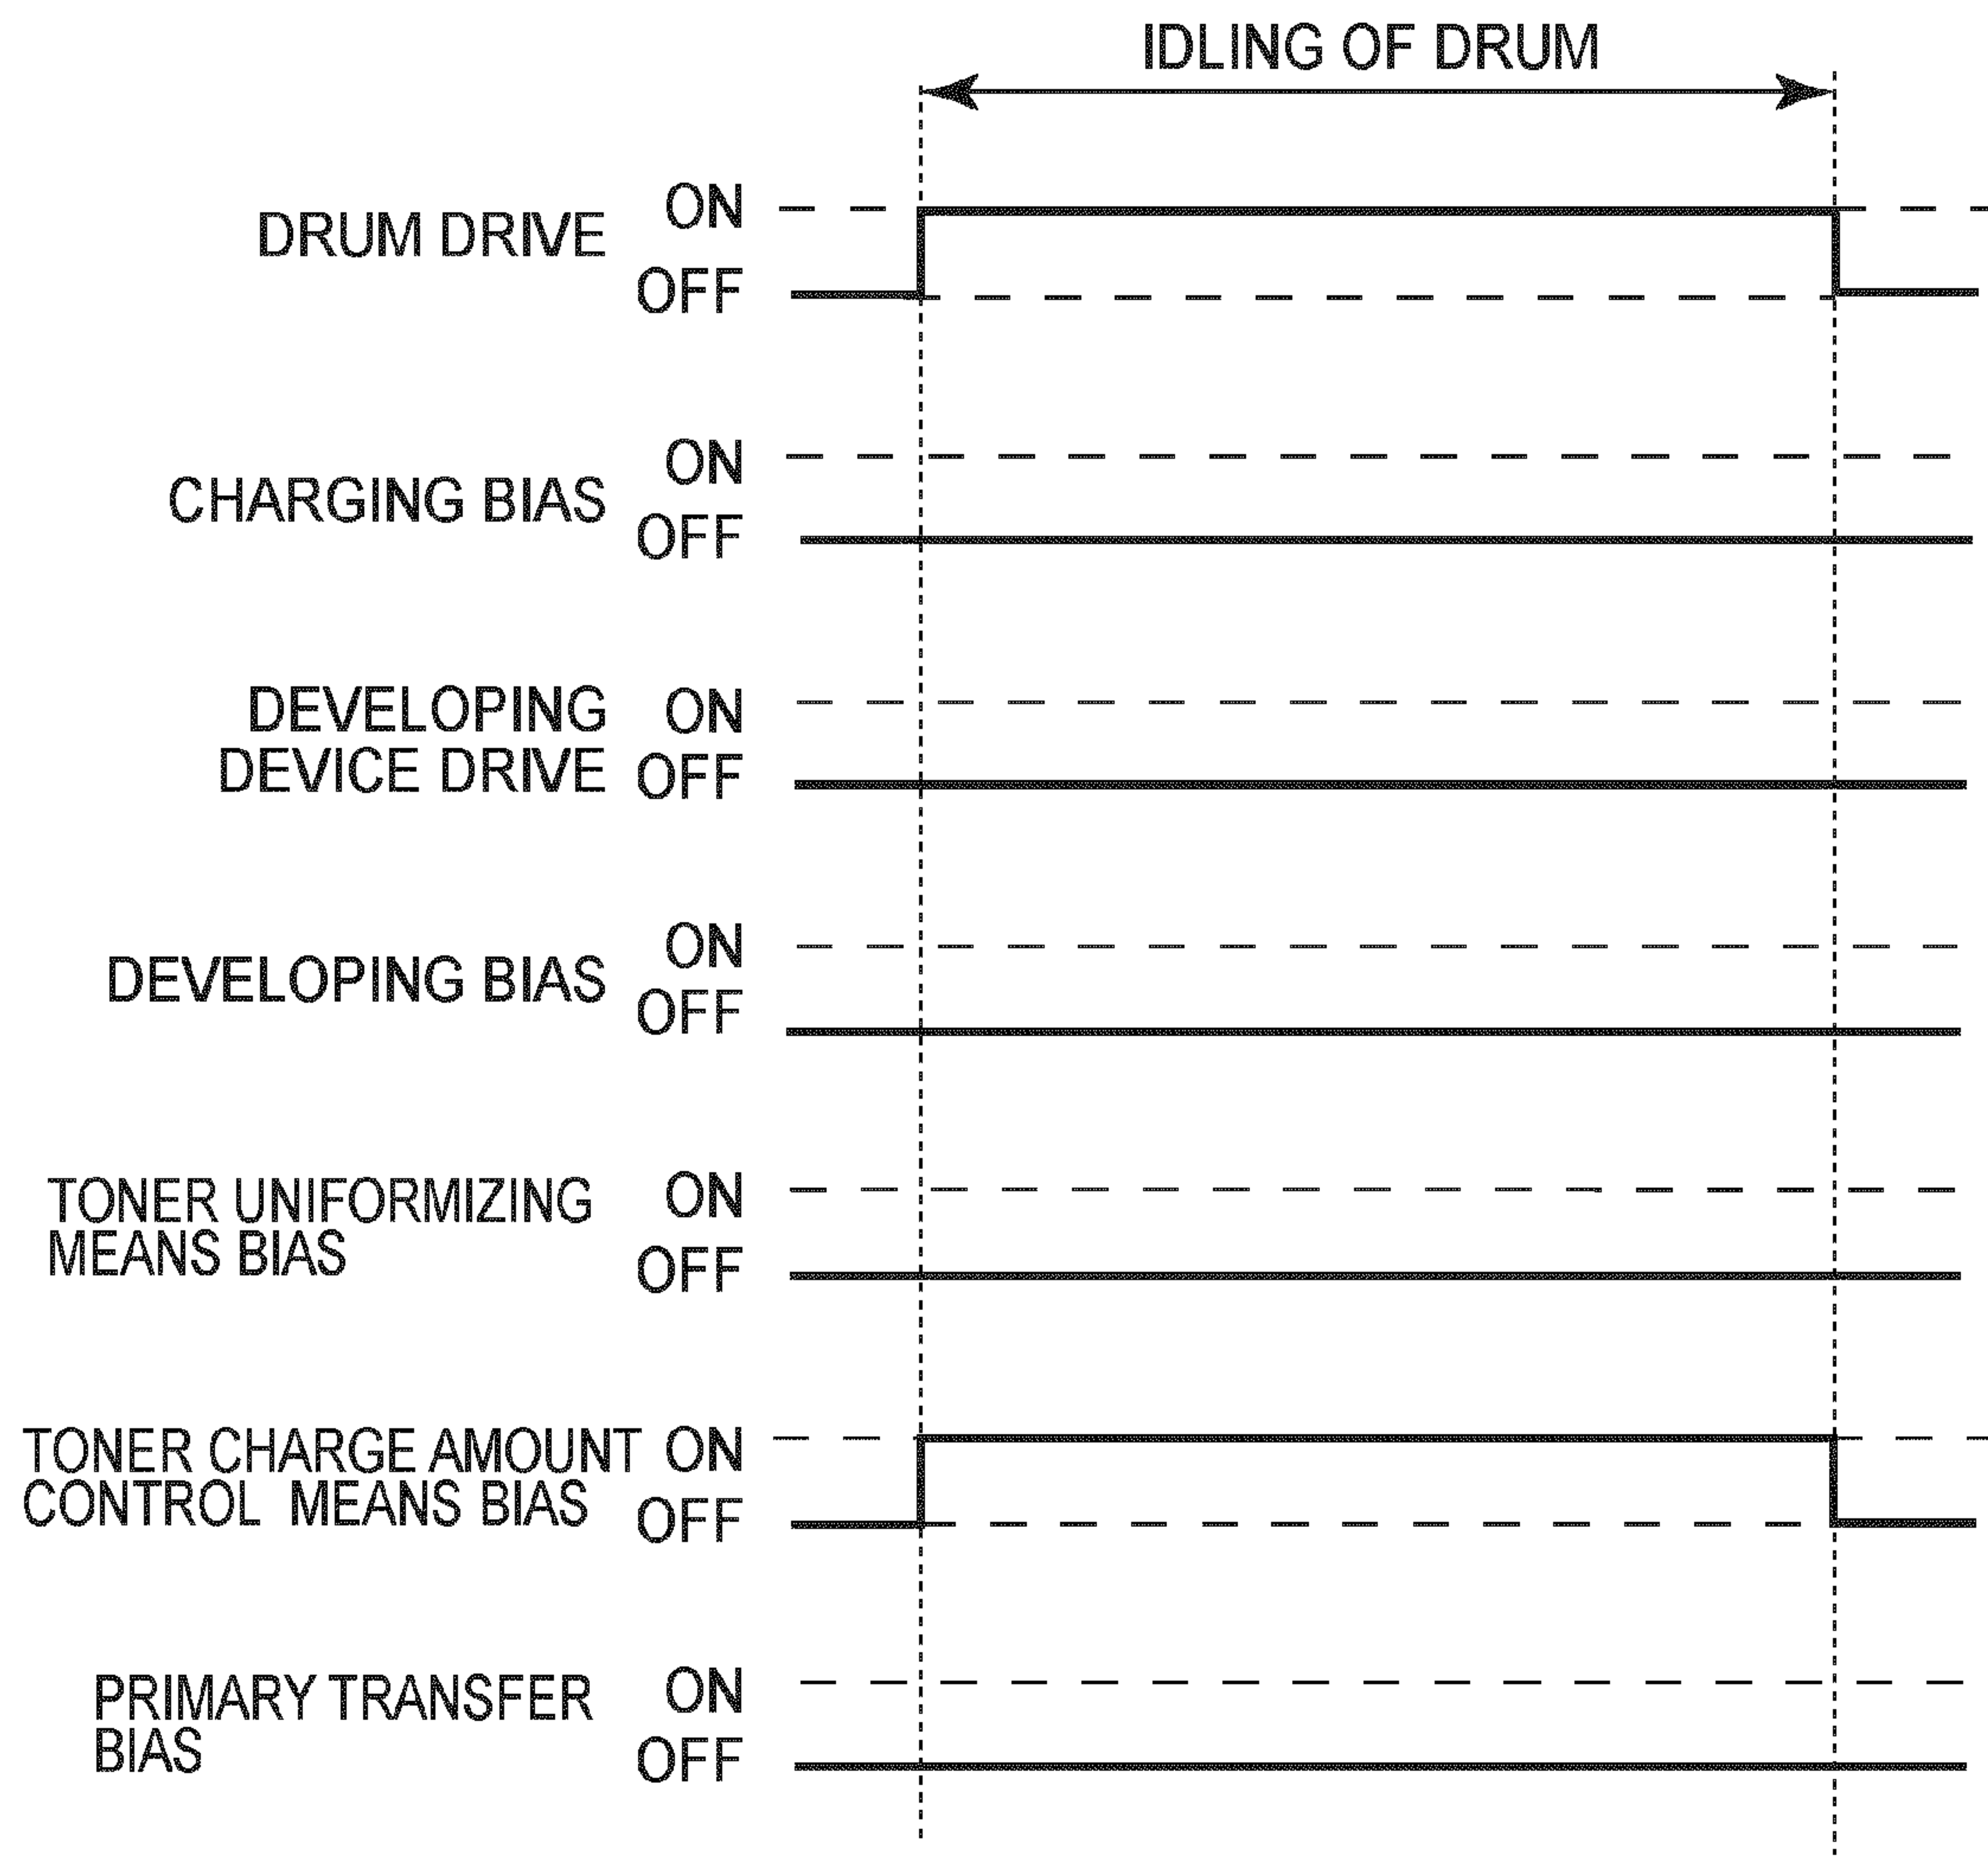 IDLING OF DRUM
DRUM DRIVE
ON
OFF
CHARGING BIAS
ON
OFF
DEVELOPING
DEVICE DRIVE
ON
OFF
DEVELOPING BIAS
ON
OFF
TONER UNIFORMIZING
MEANS BIAS
ON
OFF
TONER CHARGE AMOUNT
CONTROL MEANS BIAS
ON
OFF
PRIMARY TRANSFER
BIAS
ON
OFF